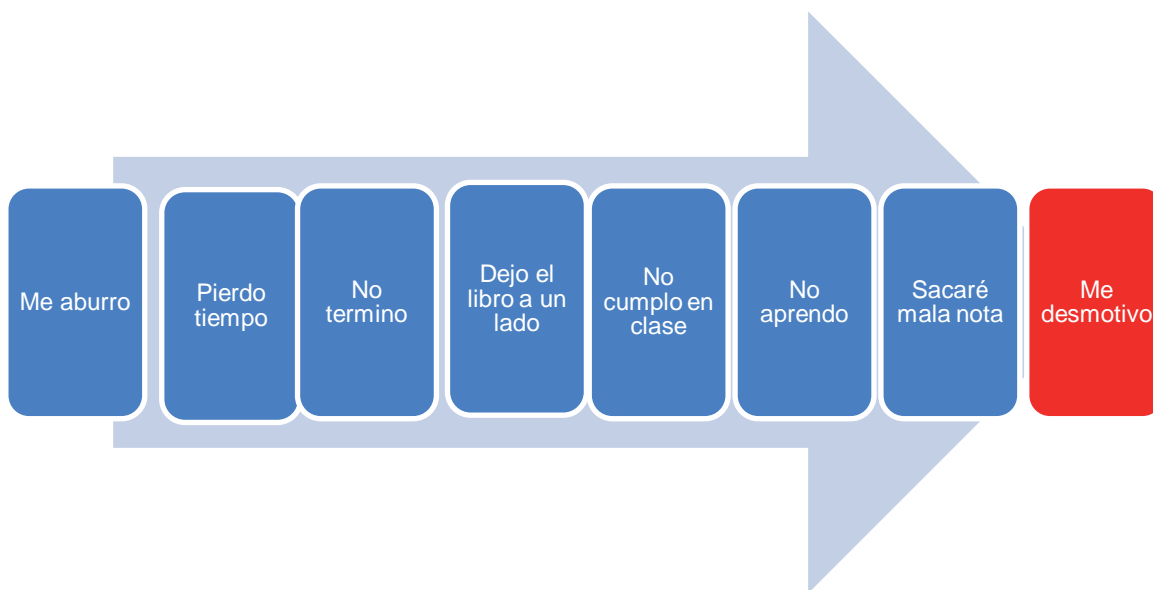 Me aburro
Pierdo
tiempo
No
termino
Dejo el
libro a un
lado
No
cumplo en
clase
No
aprendo
Sacaré
mala nota
Me
desmotivo